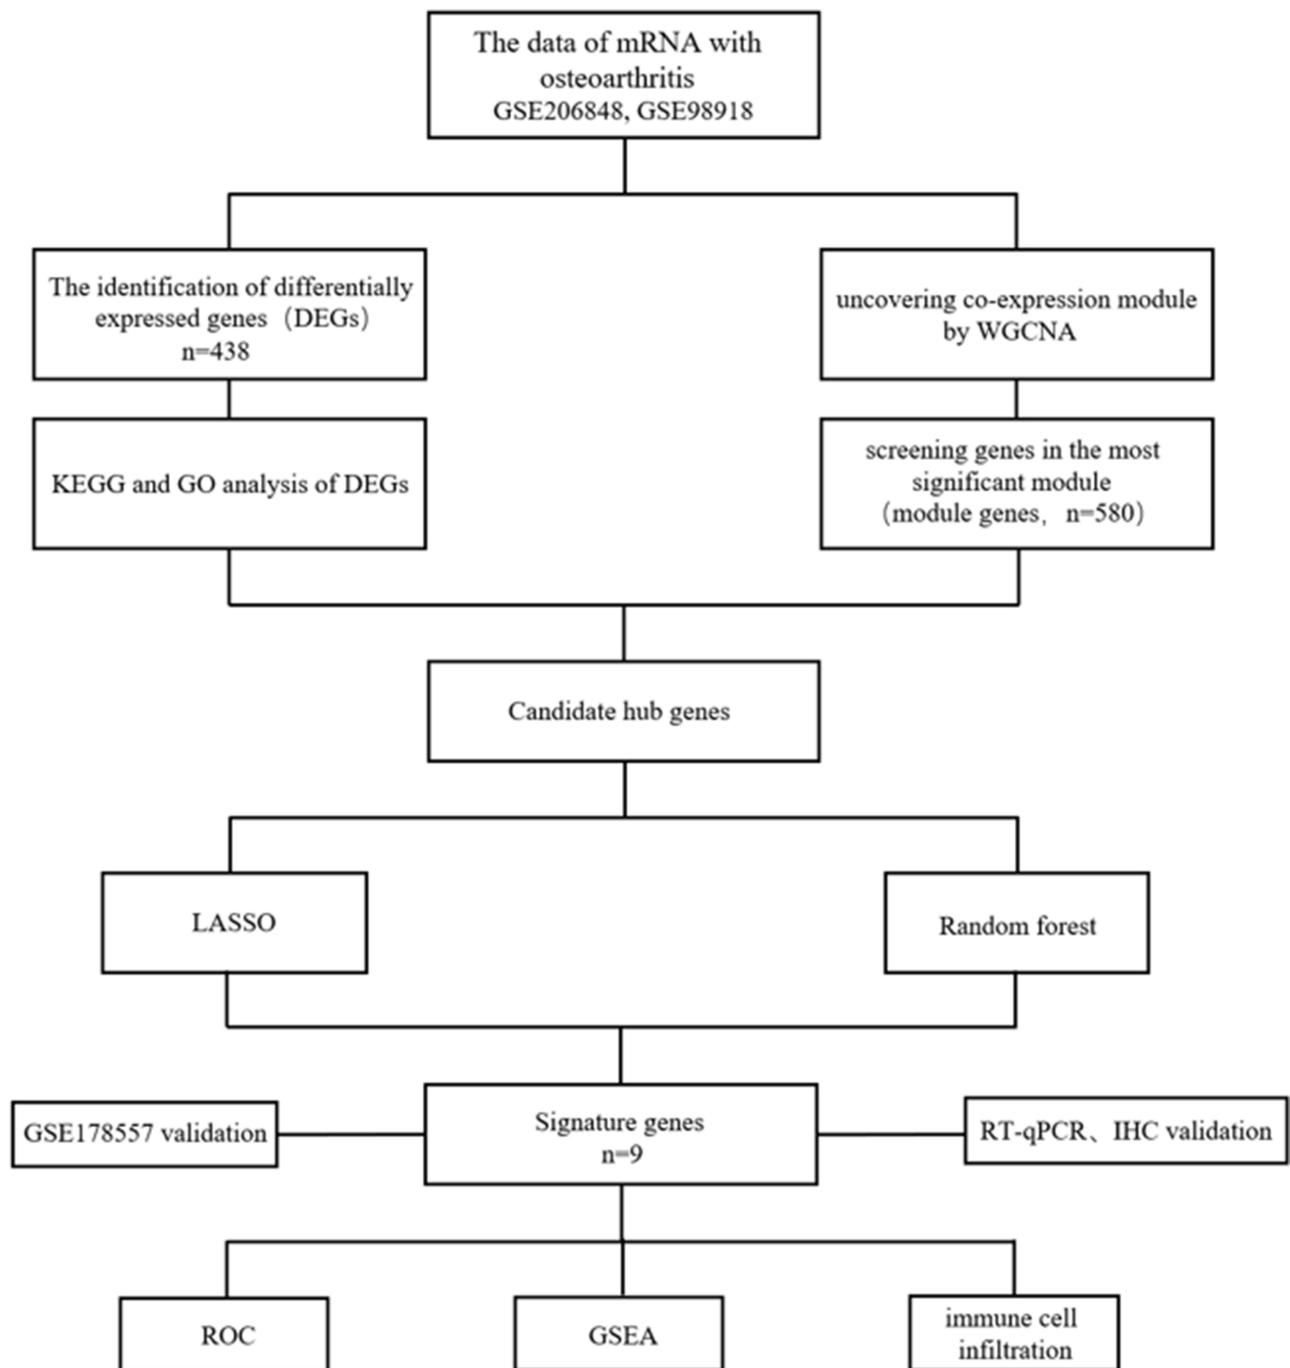 The data of mRNA with
osteoarthritis
GSE206848, GSE98918
The identification of differentially
expressed genes（DEGs）
n=438
uncovering co-expression module
by WGCNA
KEGG and GO analysis of DEGs
screening genes in the most
significant module
（module genes， n=580）
Candidate hub genes
LASSO
Random forest
GSE178557 validation
Signature genes
n=9
RT-qPCR、IHC validation
ROC
GSEA
immune cell
infiltration